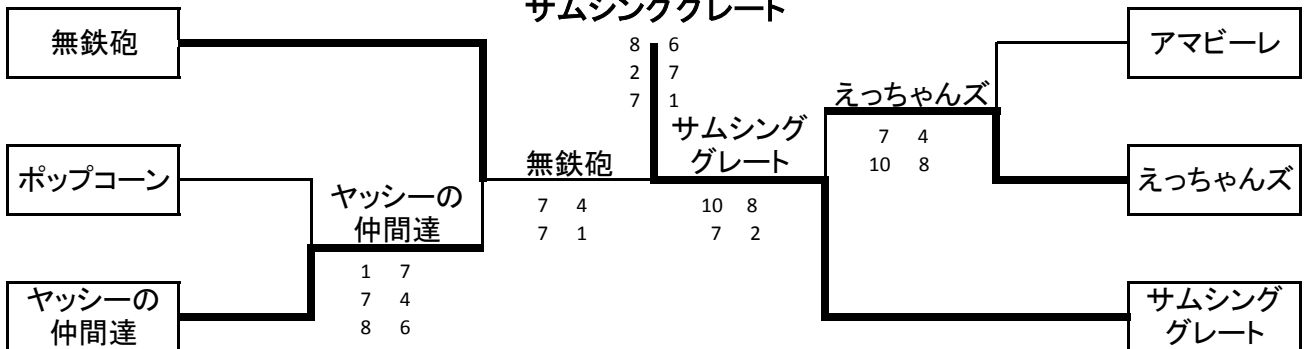 サムシンググレート
無鉄砲
8 6
2 7
7 1
アマビーレ
えっちゃんズ
7 4
10 8
サムシング
グレート
10 8
7 2
無鉄砲
7 4
7 1
ポップコーン
えっちゃんズ
ヤッシーの
仲間達
1 7
7 4
8 6
ヤッシーの
仲間達
サムシング
グレート